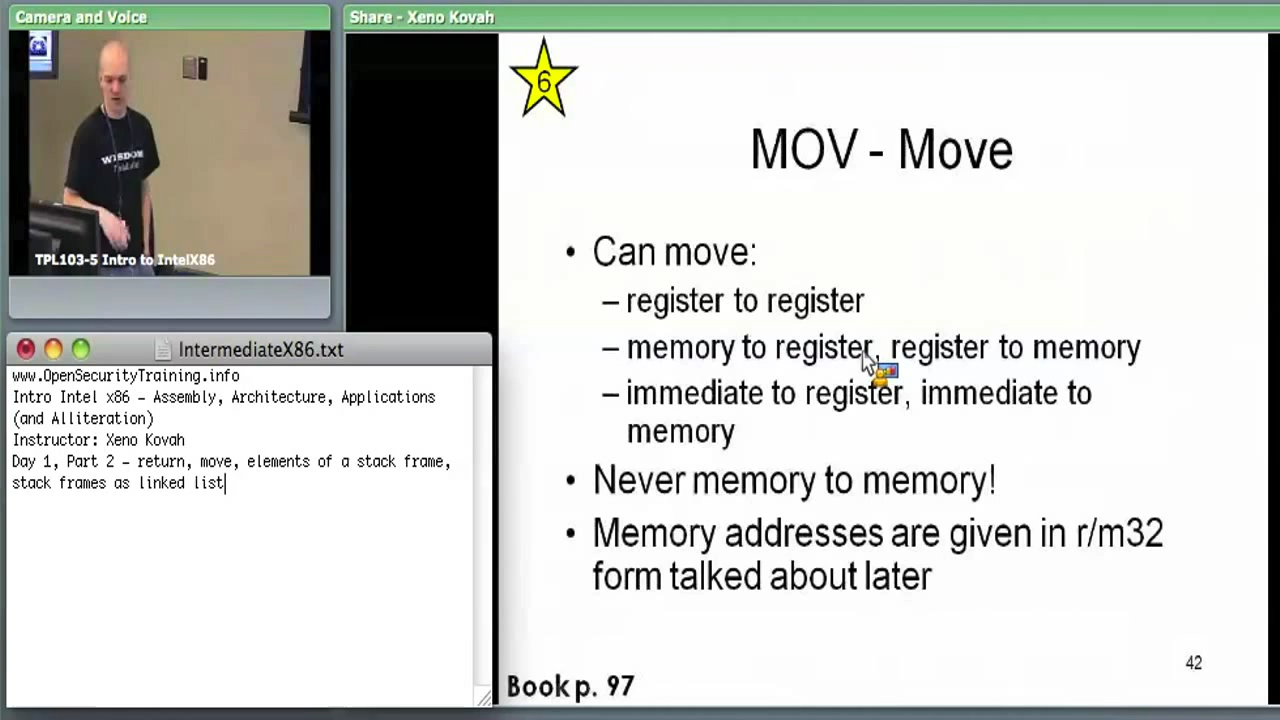 Camera and Voice
WISDOM
TPL103-5 Intro to IntelX86
IntermediateX86.txt
www.OpenSecurityTraining.info
Intro Intel x86 – Assembly, Architecture, Applications
(and Alliteration)
Instructor: Xeno Kovah
Day 1, Part 2 – return, move, elements of a stack frame,
stack frames as linked list
Share - Xeno Kovah
6
MOV - Move
• Can move:
– register to register
– memory to register, register to memory
– immediate to register, immediate to
memory
• Never memory to memory!
• Memory addresses are given in r/m32
form talked about later
42
Book p. 97